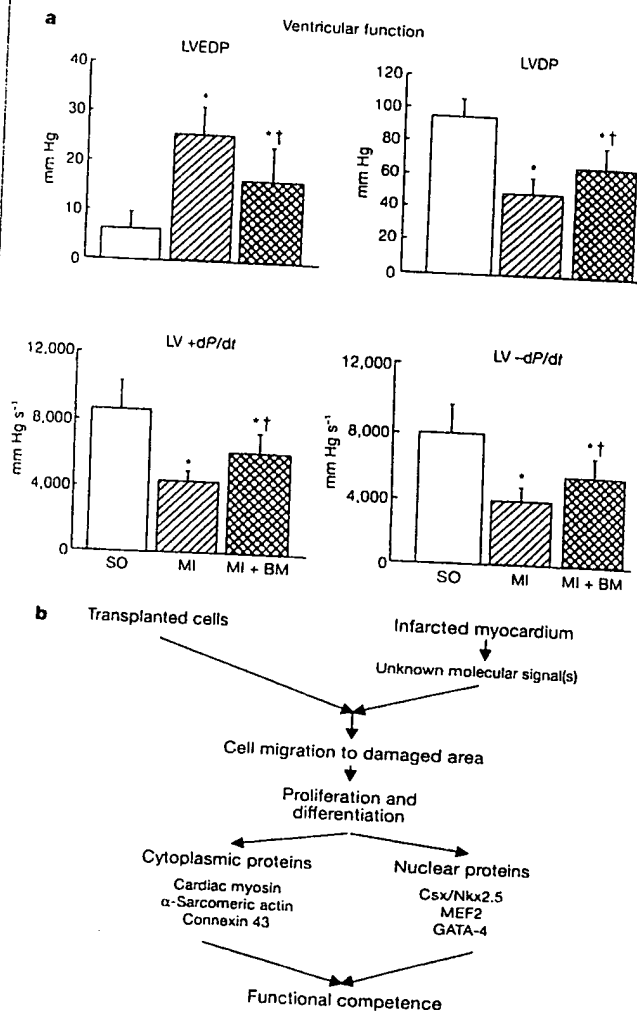 a
Ventricular function
LVEDP
40
30
20
10
0
mm Hg
*
* †
LVDP
120
100
80
60
40
20
0
mm Hg
*
* †
LV +dP/dt
12,000
8,000
4,000
0
mm Hg s⁻¹
*
* †
SO MI MI + BM
LV –dP/dt
12,000
8,000
4,000
0
mm Hg s⁻¹
*
* †
SO MI MI + BM
b
Transplanted cells
Infarcted myocardium
Unknown molecular signal(s)
Cell migration to damaged area
Proliferation and
differentiation
Cytoplasmic proteins
Cardiac myosin
α-Sarcomeric actin
Connexin 43
Nuclear proteins
Csx/Nkx2.5
MEF2
GATA-4
Functional competence